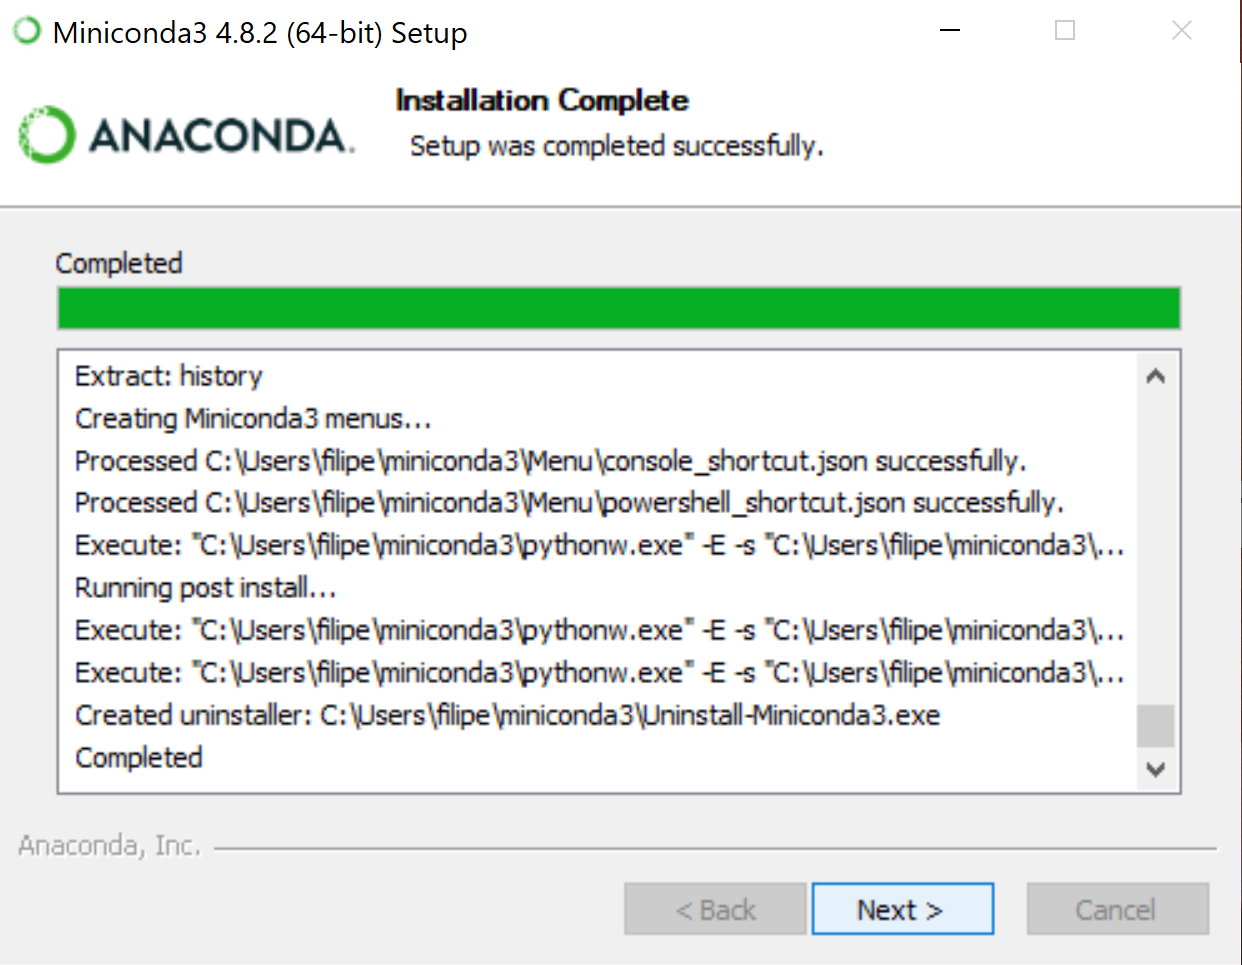 Miniconda3 4.8.2 (64-bit) Setup
ANACONDA.
Installation Complete
Setup was completed successfully.
Completed
Extract: history
Creating Miniconda3 menus...
Processed C:\Users\filipe\miniconda3\Menu\console_shortcut.json successfully.
Processed C:\Users\filipe\miniconda3\Menu\powershell_shortcut.json successfully.
Execute: "C:\Users\filipe\miniconda3\pythonw.exe" -E -s "C:\Users\filipe\miniconda3\...
Running post install...
Execute: "C:\Users\filipe\miniconda3\pythonw.exe" -E -s "C:\Users\filipe\miniconda3\...
Execute: "C:\Users\filipe\miniconda3\pythonw.exe" -E -s "C:\Users\filipe\miniconda3\...
Created uninstaller: C:\Users\filipe\miniconda3\Uninstall-Miniconda3.exe
Completed
Anaconda, Inc.
< Back
Next >
Cancel